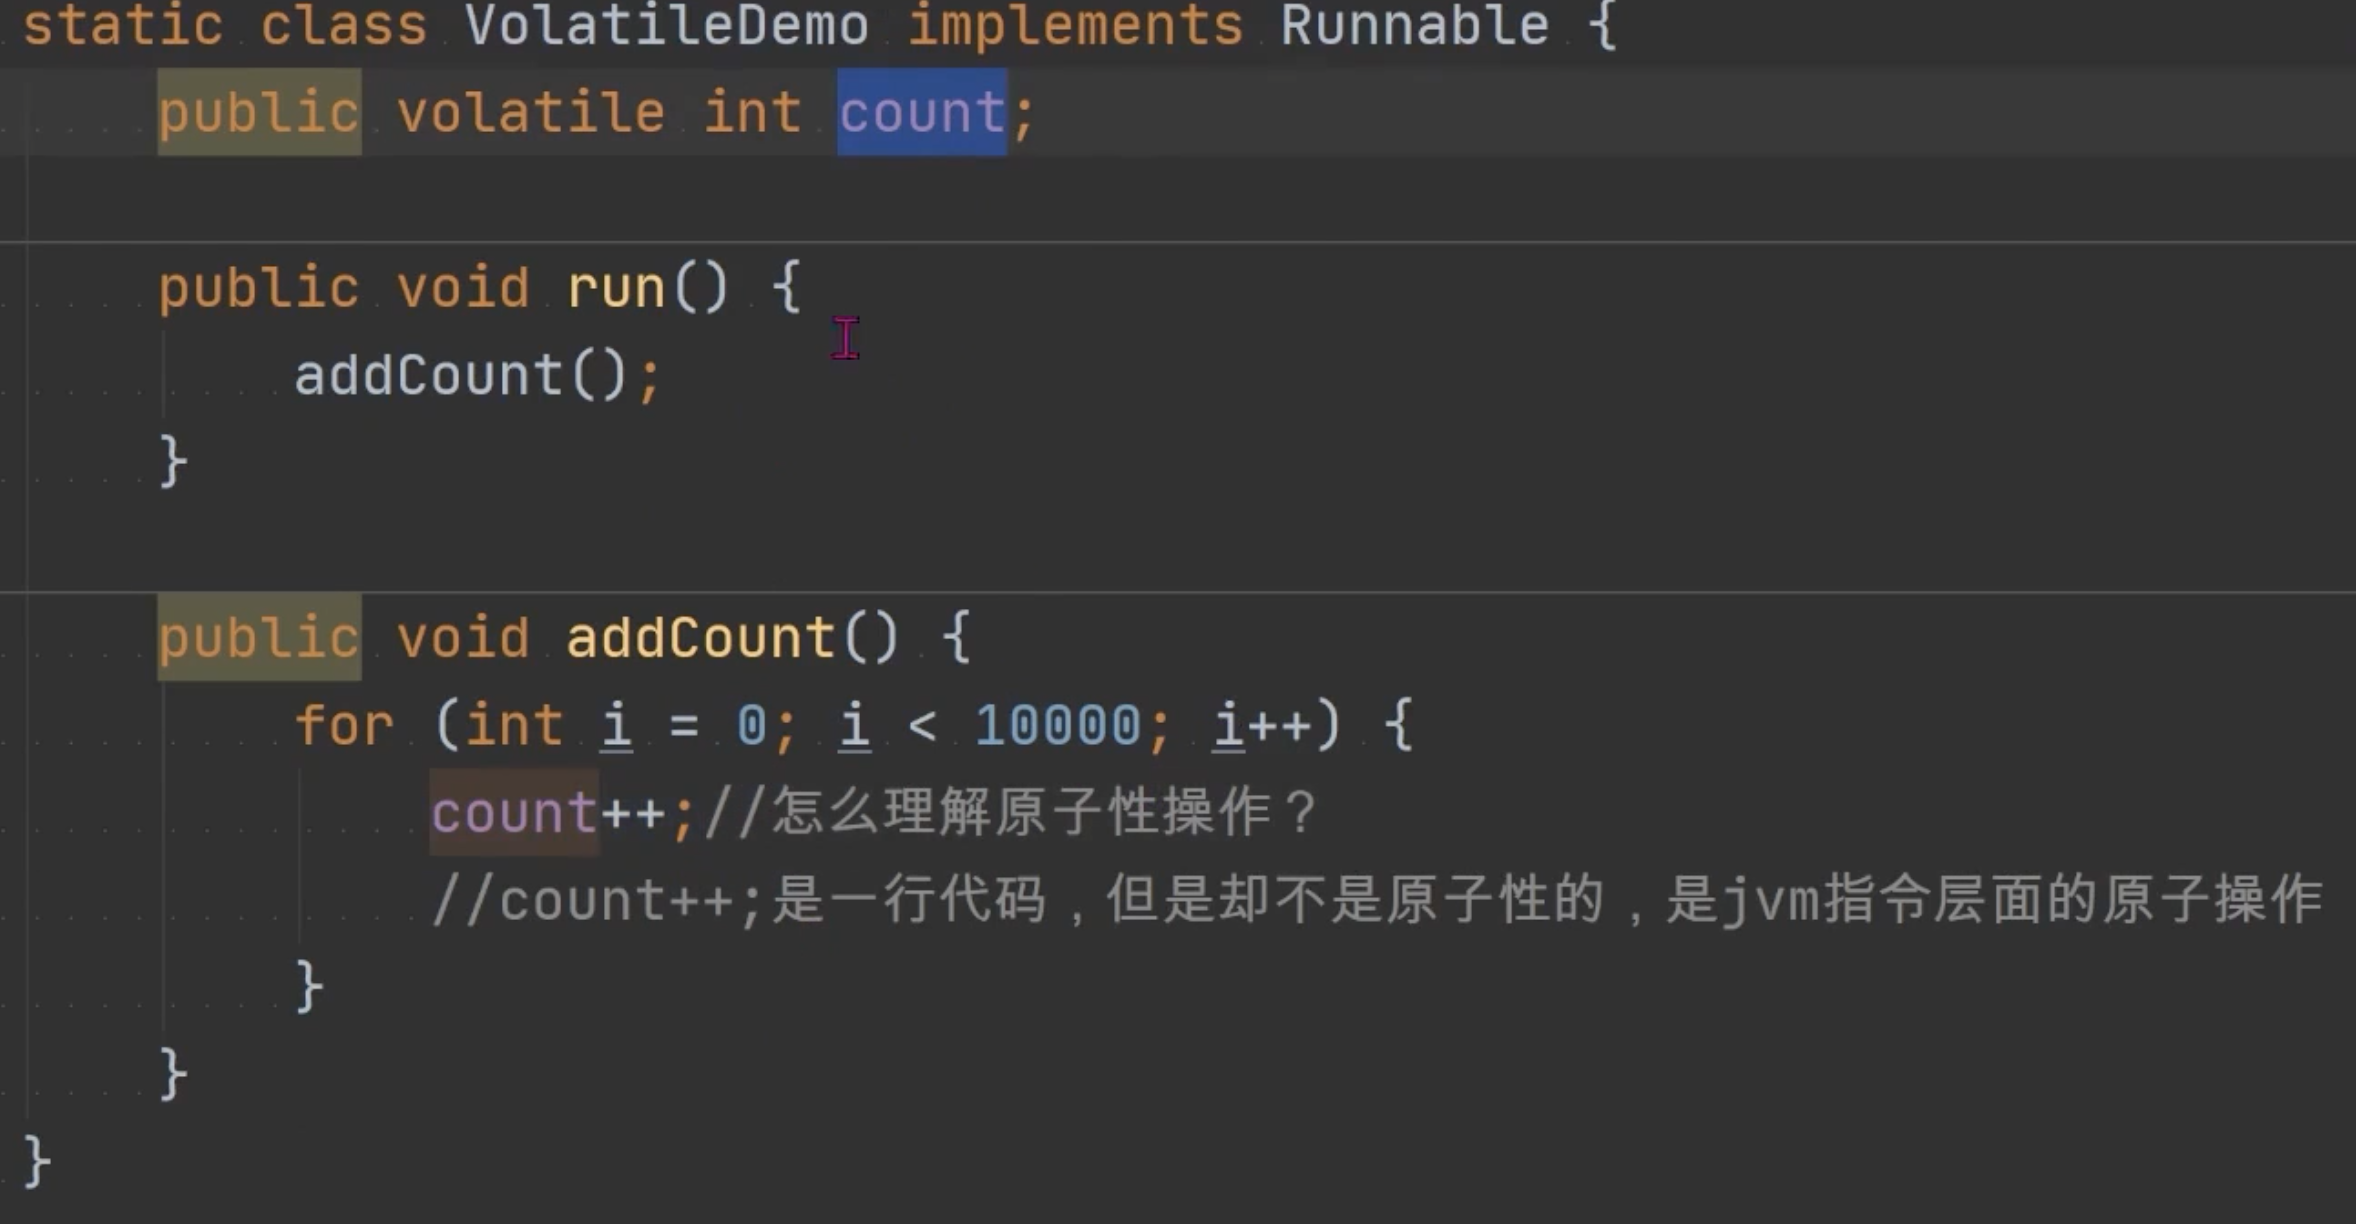 static class VolatileDemo implements Runnable {
public volatile int count;
public void run() {
addCount();
}
public void addCount() {
for (int i = 0; i < 10000; i++) {
count++;//怎么理解原子性操作？
//count++;是一行代码，但是却不是原子性的，是jvm指令层面的原子操作
}
}
}